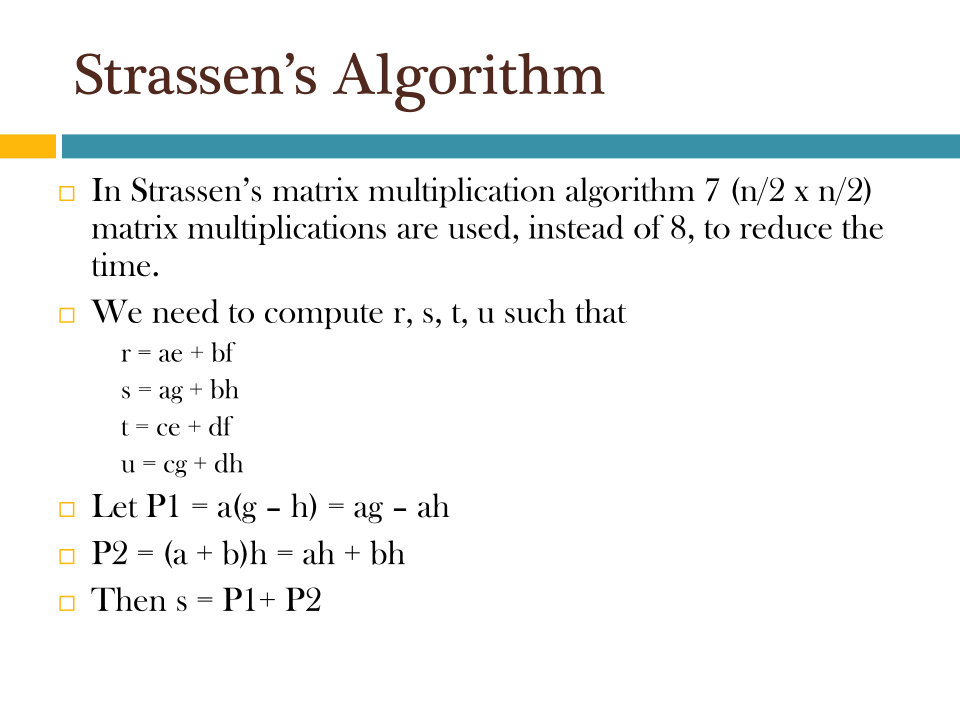 Strassen’s Algorithm
In Strassen’s matrix multiplication algorithm 7 (n/2 x n/2)
matrix multiplications are used, instead of 8, to reduce the
time.
We need to compute r, s, t, u such that
r = ae + bf
s = ag + bh
t = ce + df
u = cg + dh
Let P1 = a(g – h) = ag – ah
P2 = (a + b)h = ah + bh
Then s = P1+ P2